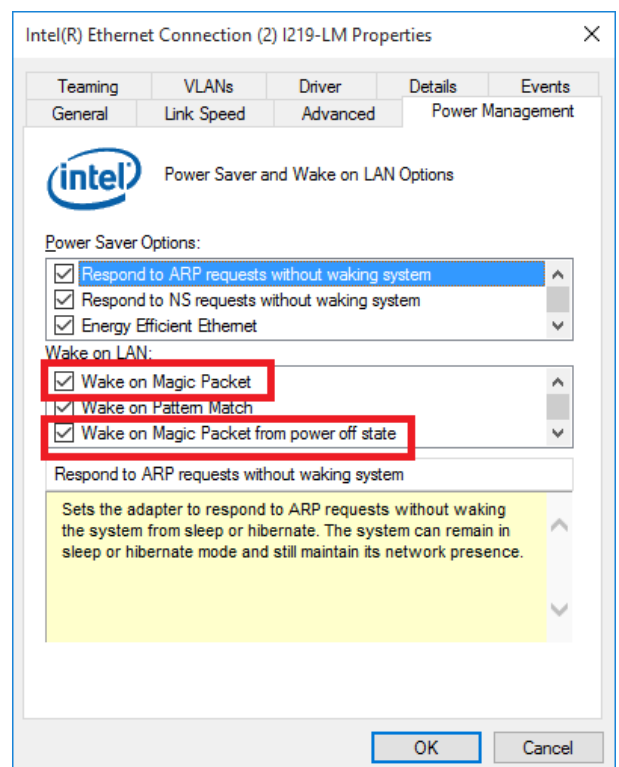 Intel(R) Ethernet Connection (2) I219-LM Properties
Teaming VLANs Driver Details Events
General Link Speed Advanced Power Management
intel Power Saver and Wake on LAN Options
Power Saver Options:
Respond to ARP requests without waking system
Respond to NS requests without waking system
Energy Efficient Ethernet
Wake on LAN:
Wake on Magic Packet
Wake on Pattern Match
Wake on Magic Packet from power off state
Respond to ARP requests without waking system
Sets the adapter to respond to ARP requests without waking
the system from sleep or hibernate. The system can remain in
sleep or hibernate mode and still maintain its network presence.
OK Cancel